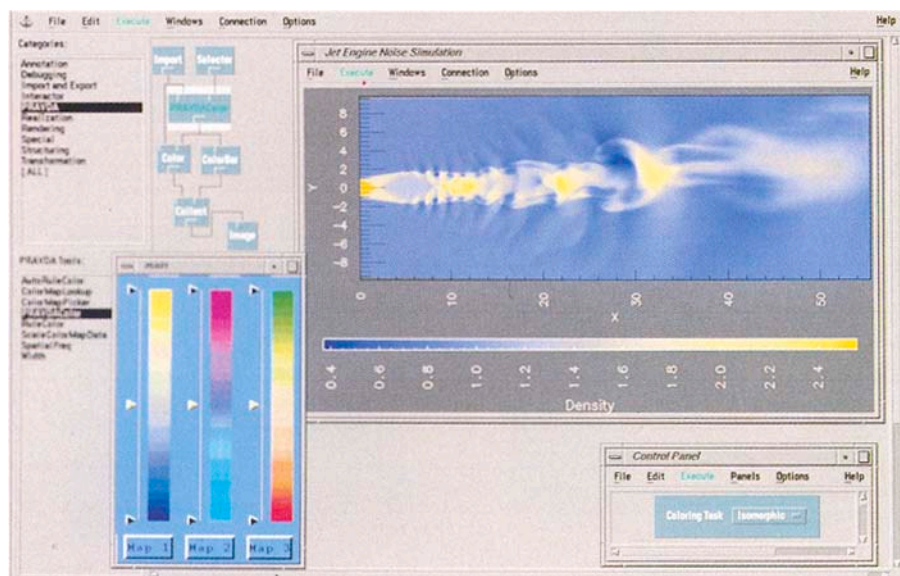 File Edit Execute Windows Connection Options Help
Categories:
Annotation
Debugging
Import and Export
Interactor
PRAVDA
Realization
Rendering
Special
Structuring
Transformation
[ ALL ]
PRAVDA Tools:
AutoRuleColor
ColorMapLookup
ColorMapPicker
PRAVDAColor
RuleColor
ScaleColorMapData
SpatialFreq
Width
Import Selector
PRAVDAColor
Color ColorBar
Collect
Image
Jet Engine Noise Simulation
File Execute Windows Connection Options Help
8
6
4
2
0
-2
-4
-6
-8
Y
0 10 20 30 40 50
X
0.4 0.6 0.8 1.0 1.2 1.4 1.6 1.8 2.0 2.2 2.4
Density
main
Map 1 Map 2 Map 3
Control Panel
File Edit Execute Panels Options Help
Coloring Task Isomorphic